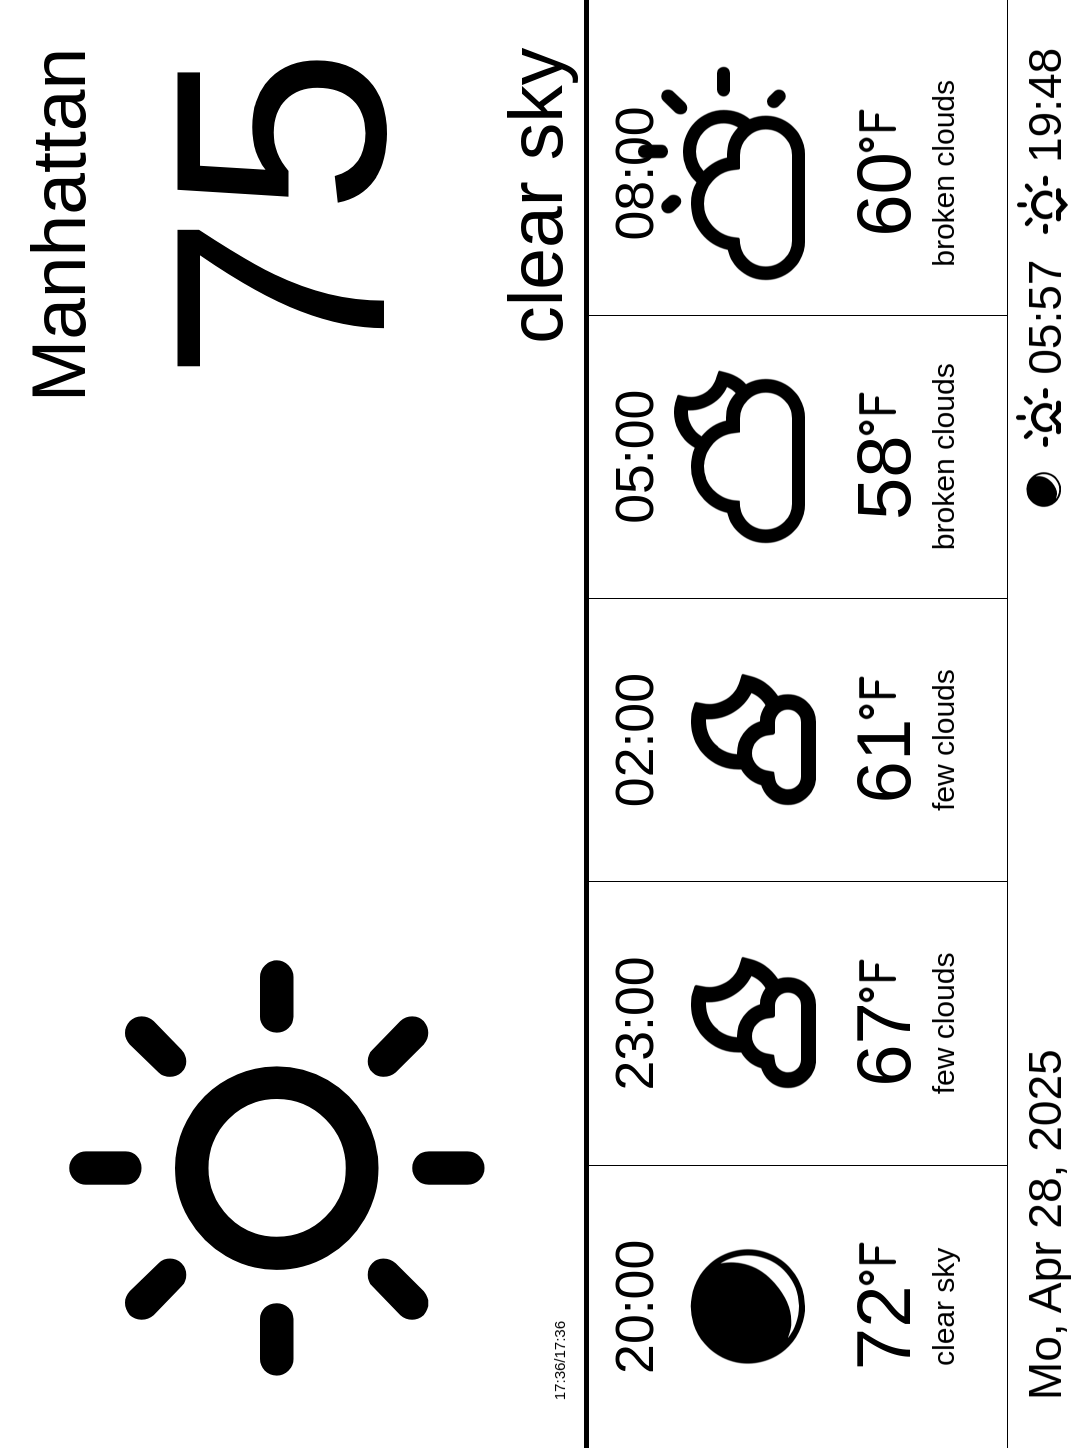 Manhattan
75
clear sky
17:36/17:36
20:00
72°F
clear sky
23:00
67°F
few clouds
02:00
61°F
few clouds
05:00
58°F
broken clouds
08:00
60°F
broken clouds
Mo, Apr 28, 2025
05:57
19:48